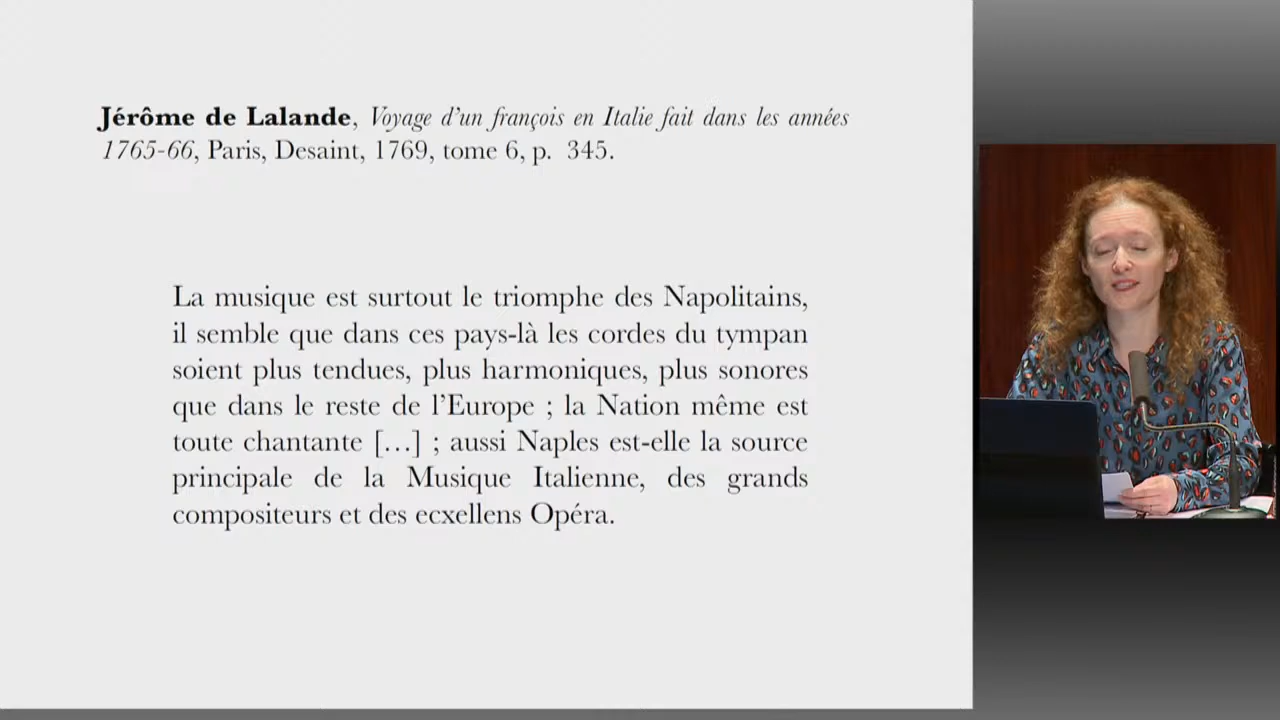 Jérôme de Lalande, Voyage d'un françois en Italie fait dans les années
1765-66, Paris, Desaint, 1769, tome 6, p. 345.
La musique est surtout le triomphe des Napolitains,
il semble que dans ces pays-là les cordes du tympan
soient plus tendues, plus harmoniques, plus sonores
que dans le reste de l'Europe ; la Nation même est
toute chantante […] ; aussi Naples est-elle la source
principale de la Musique Italienne, des grands
compositeurs et des ecxellens Opéra.